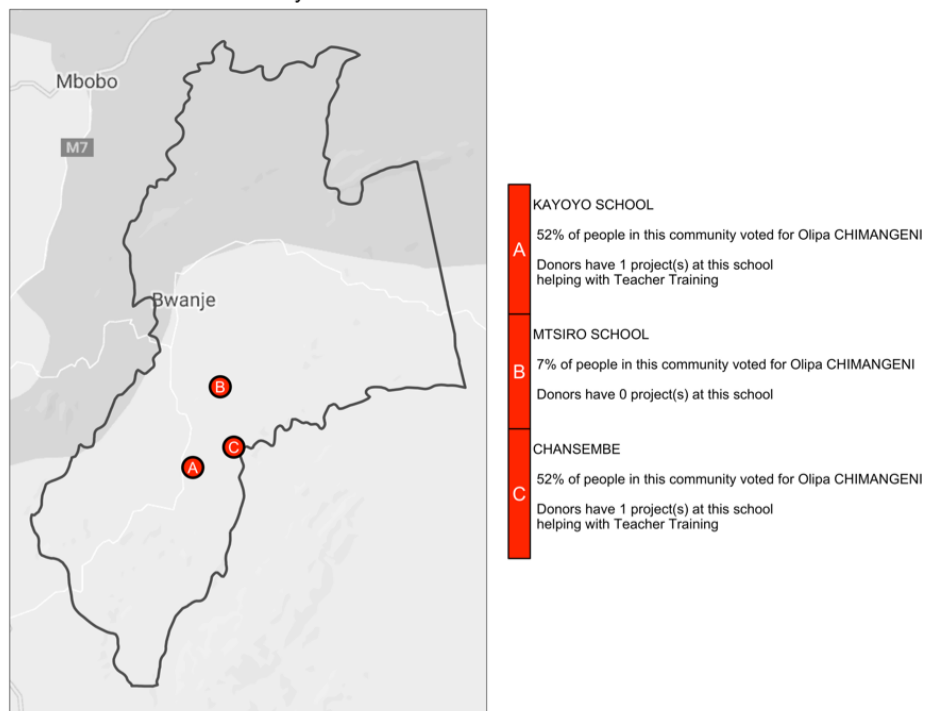 Mbobo
M7
Bwanje
B
C
A
A
KAYOYO SCHOOL
52% of people in this community voted for Olipa CHIMANGENI
Donors have 1 project(s) at this school
helping with Teacher Training
B
MTSIRO SCHOOL
7% of people in this community voted for Olipa CHIMANGENI
Donors have 0 project(s) at this school
C
CHANSEMBE
52% of people in this community voted for Olipa CHIMANGENI
Donors have 1 project(s) at this school
helping with Teacher Training